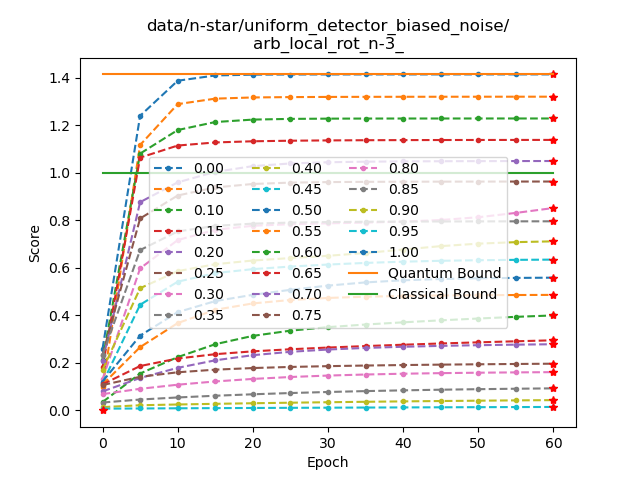 data/n-star/uniform_detector_biased_noise/
arb_local_rot_n-3_
Score
1.4
1.2
1.0
0.8
0.6
0.4
0.2
0.0
0.00 0.40 0.80
0.05 0.45 0.85
0.10 0.50 0.90
0.15 0.55 0.95
0.20 0.60 1.00
0.25 0.65 Quantum Bound
0.30 0.70 Classical Bound
0.35 0.75
0 10 20 30 40 50 60
Epoch